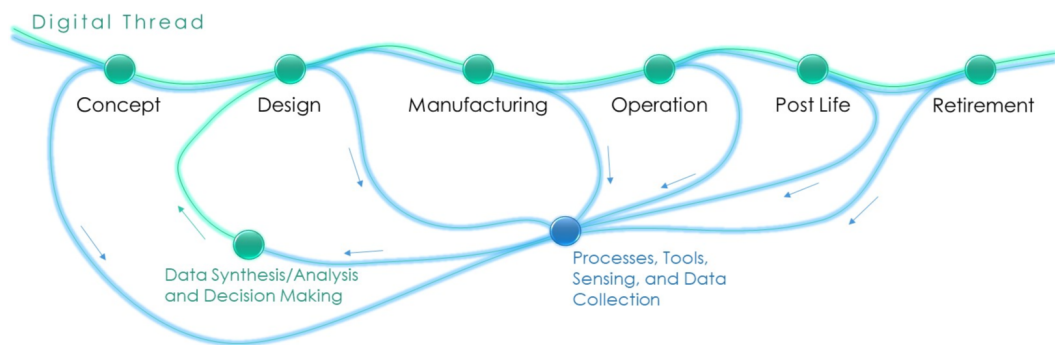 Digital Thread
Concept
Design
Manufacturing
Operation
Post Life
Retirement
Data Synthesis/Analysis
and Decision Making
Processes, Tools,
Sensing, and Data
Collection